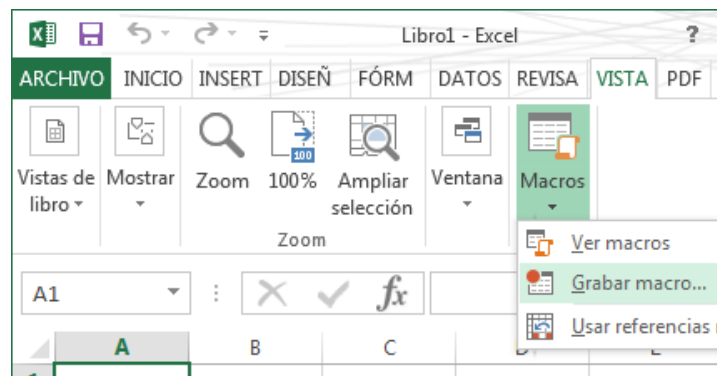 Libro1 - Excel ?
ARCHIVO INICIO INSERT DISEÑ FÓRM DATOS REVISA VISTA PDF
100
Vistas de libro
Mostrar
Zoom
100%
Ampliar selección
Ventana
Macros
Zoom
Ver macros
Grabar macro...
Usar referencias
A1
fx
A B C